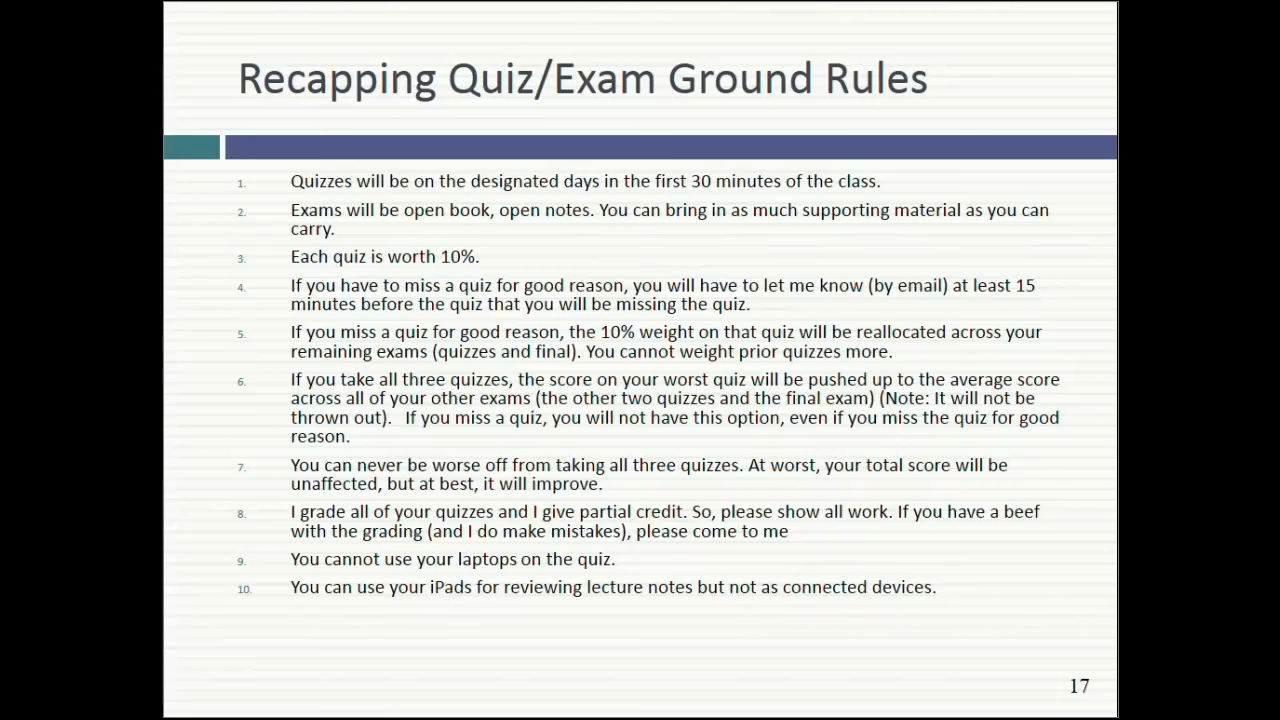 Recapping Quiz/Exam Ground Rules
1. Quizzes will be on the designated days in the first 30 minutes of the class.
2. Exams will be open book, open notes. You can bring in as much supporting material as you can
carry.
3. Each quiz is worth 10%.
4. If you have to miss a quiz for good reason, you will have to let me know (by email) at least 15
minutes before the quiz that you will be missing the quiz.
5. If you miss a quiz for good reason, the 10% weight on that quiz will be reallocated across your
remaining exams (quizzes and final). You cannot weight prior quizzes more.
6. If you take all three quizzes, the score on your worst quiz will be pushed up to the average score
across all of your other exams (the other two quizzes and the final exam) (Note: It will not be
thrown out). If you miss a quiz, you will not have this option, even if you miss the quiz for good
reason.
7. You can never be worse off from taking all three quizzes. At worst, your total score will be
unaffected, but at best, it will improve.
8. I grade all of your quizzes and I give partial credit. So, please show all work. If you have a beef
with the grading (and I do make mistakes), please come to me
9. You cannot use your laptops on the quiz.
10. You can use your iPads for reviewing lecture notes but not as connected devices.
17